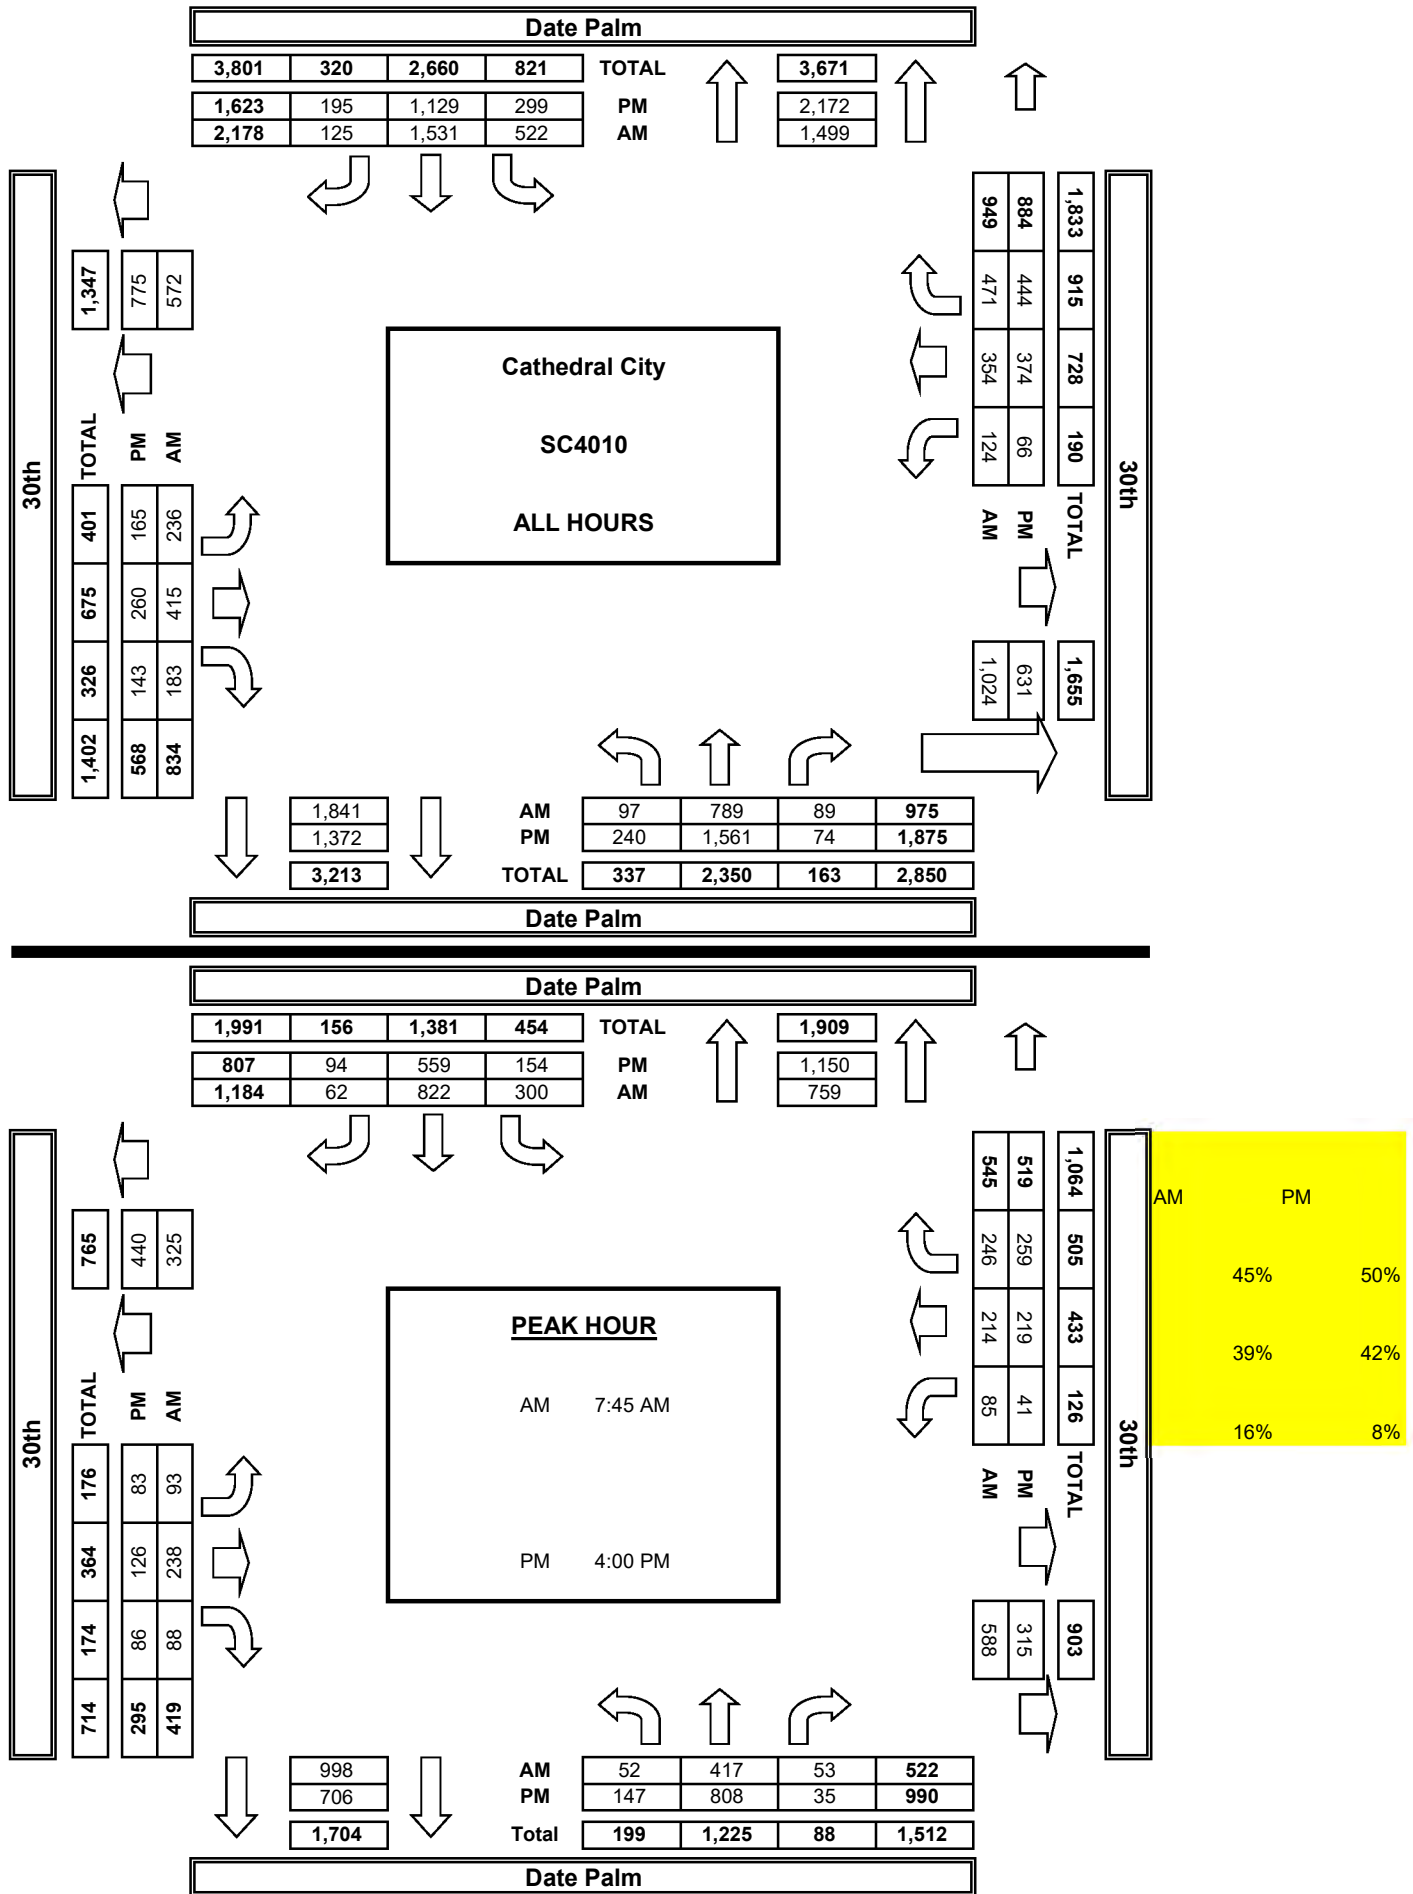 Date Palm
3,801 320 2,660 821 TOTAL 3,671
1,623 195 1,129 299 PM 2,172
2,178 125 1,531 522 AM 1,499
30th
1,347 775 572
TOTAL PM AM
401 165 236
675 260 415
326 143 183
1,402 568 834
Cathedral City
SC4010
ALL HOURS
949 884 1,833
471 444 915
354 374 728
124 66 190
AM PM TOTAL
1,024 631 1,655
30th
1,841 AM 97 789 89 975
1,372 PM 240 1,561 74 1,875
3,213 TOTAL 337 2,350 163 2,850
Date Palm
Date Palm
1,991 156 1,381 454 TOTAL 1,909
807 94 559 154 PM 1,150
1,184 62 822 300 AM 759
30th
765 440 325
TOTAL PM AM
176 83 93
364 126 238
174 86 88
714 295 419
PEAK HOUR
AM 7:45 AM
PM 4:00 PM
545 519 1,064
246 259 505
214 219 433
85 41 126
AM PM TOTAL
588 315 903
30th
AM PM
45% 50%
39% 42%
16% 8%
998 AM 52 417 53 522
706 PM 147 808 35 990
1,704 Total 199 1,225 88 1,512
Date Palm